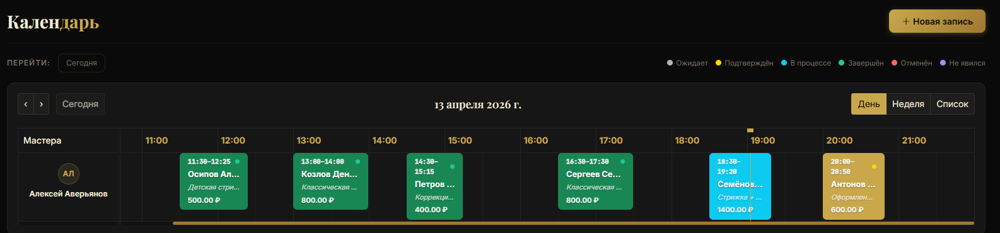 Календарь
+ Новая запись
ПЕРЕЙТИ: Сегодня
Ожидает Подтверждён В процессе Завершён Отменён Не явился
‹ › Сегодня
13 апреля 2026 г.
День Неделя Список
Мастера
11:00 12:00 13:00 14:00 15:00 16:00 17:00 18:00 19:00 20:00 21:00
АЛ
Алексей Аверьянов
11:30–12:25
Осипов Ал...
Детская стри...
500.00 ₽
13:00–14:00
Козлов Ден...
Классическая ...
800.00 ₽
14:30–
15:15
Петров ...
Коррекци...
400.00 ₽
16:30–17:30
Сергеев Се...
Классическая ...
800.00 ₽
18:30–
19:20
Семёнов...
Стрижка + ...
1400.00 ₽
20:00–
20:50
Антонов ...
Оформлен...
600.00 ₽